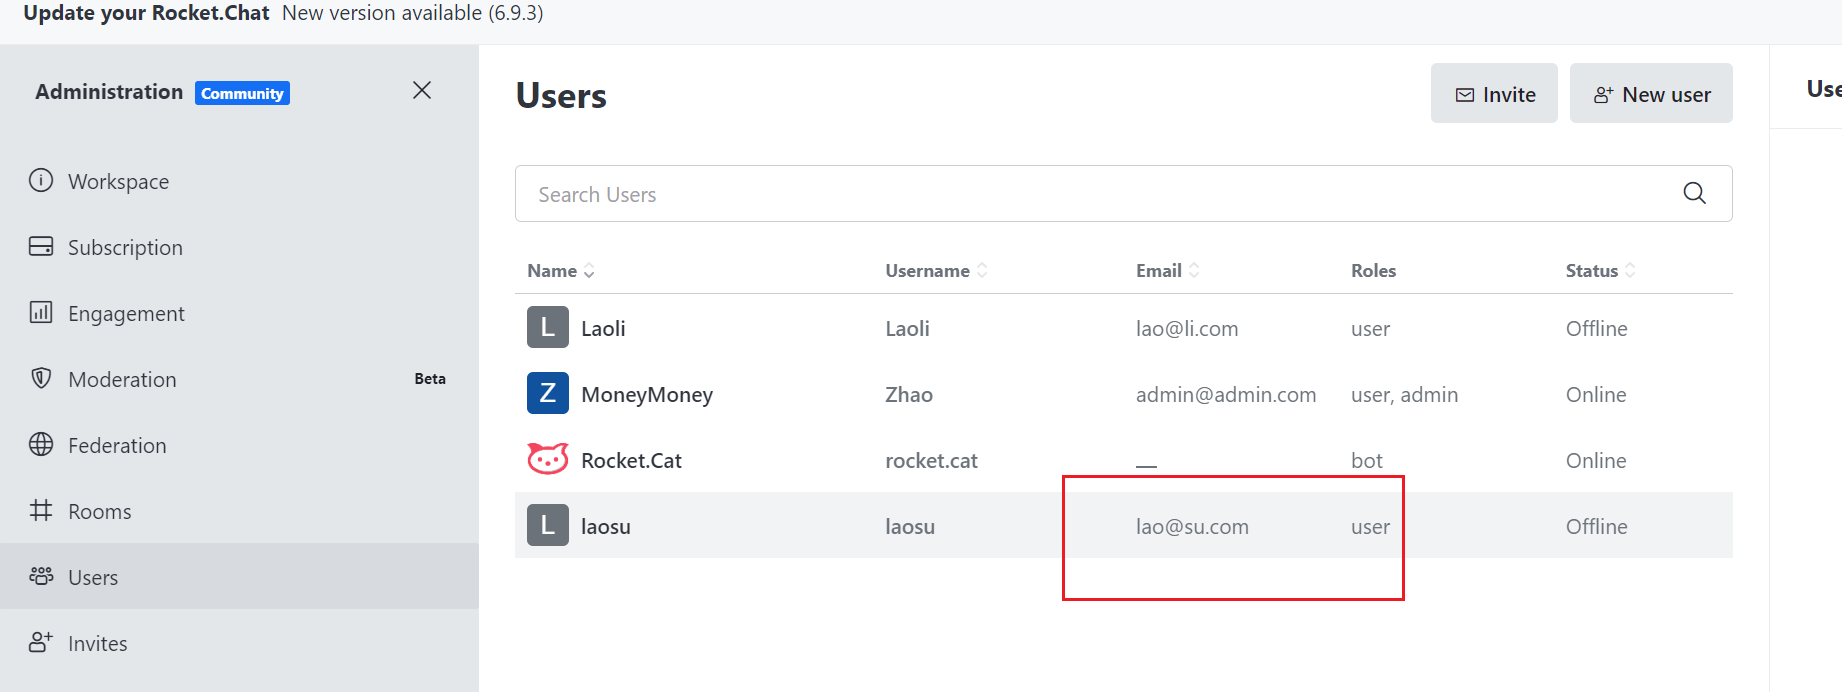 Update your Rocket.Chat New version available (6.9.3)
Administration Community
Workspace
Subscription
Engagement
Moderation Beta
Federation
Rooms
Users
Invites
Users
Invite
New user
Search Users
Name Username Email Roles Status
L Laoli Laoli lao@li.com user Offline
Z MoneyMoney Zhao admin@admin.com user, admin Online
Rocket.Cat rocket.cat — bot Online
L laosu laosu lao@su.com user Offline
Use